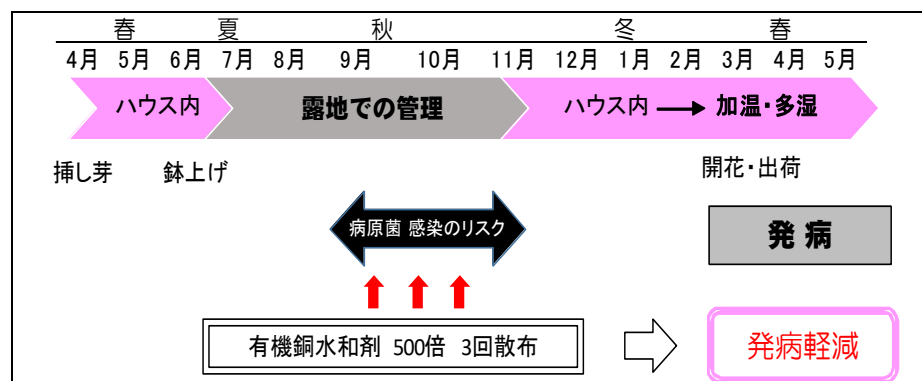 春 夏 秋 冬 春
4月 5月 6月 7月 8月 9月 10月 11月 12月 1月 2月 3月 4月 5月
ハウス内 露地での管理 ハウス内 加温・多湿
挿し芽 鉢上げ 開花・出荷
病原菌 感染のリスク
発 病
有機銅水和剤 500倍 3回散布
発病軽減